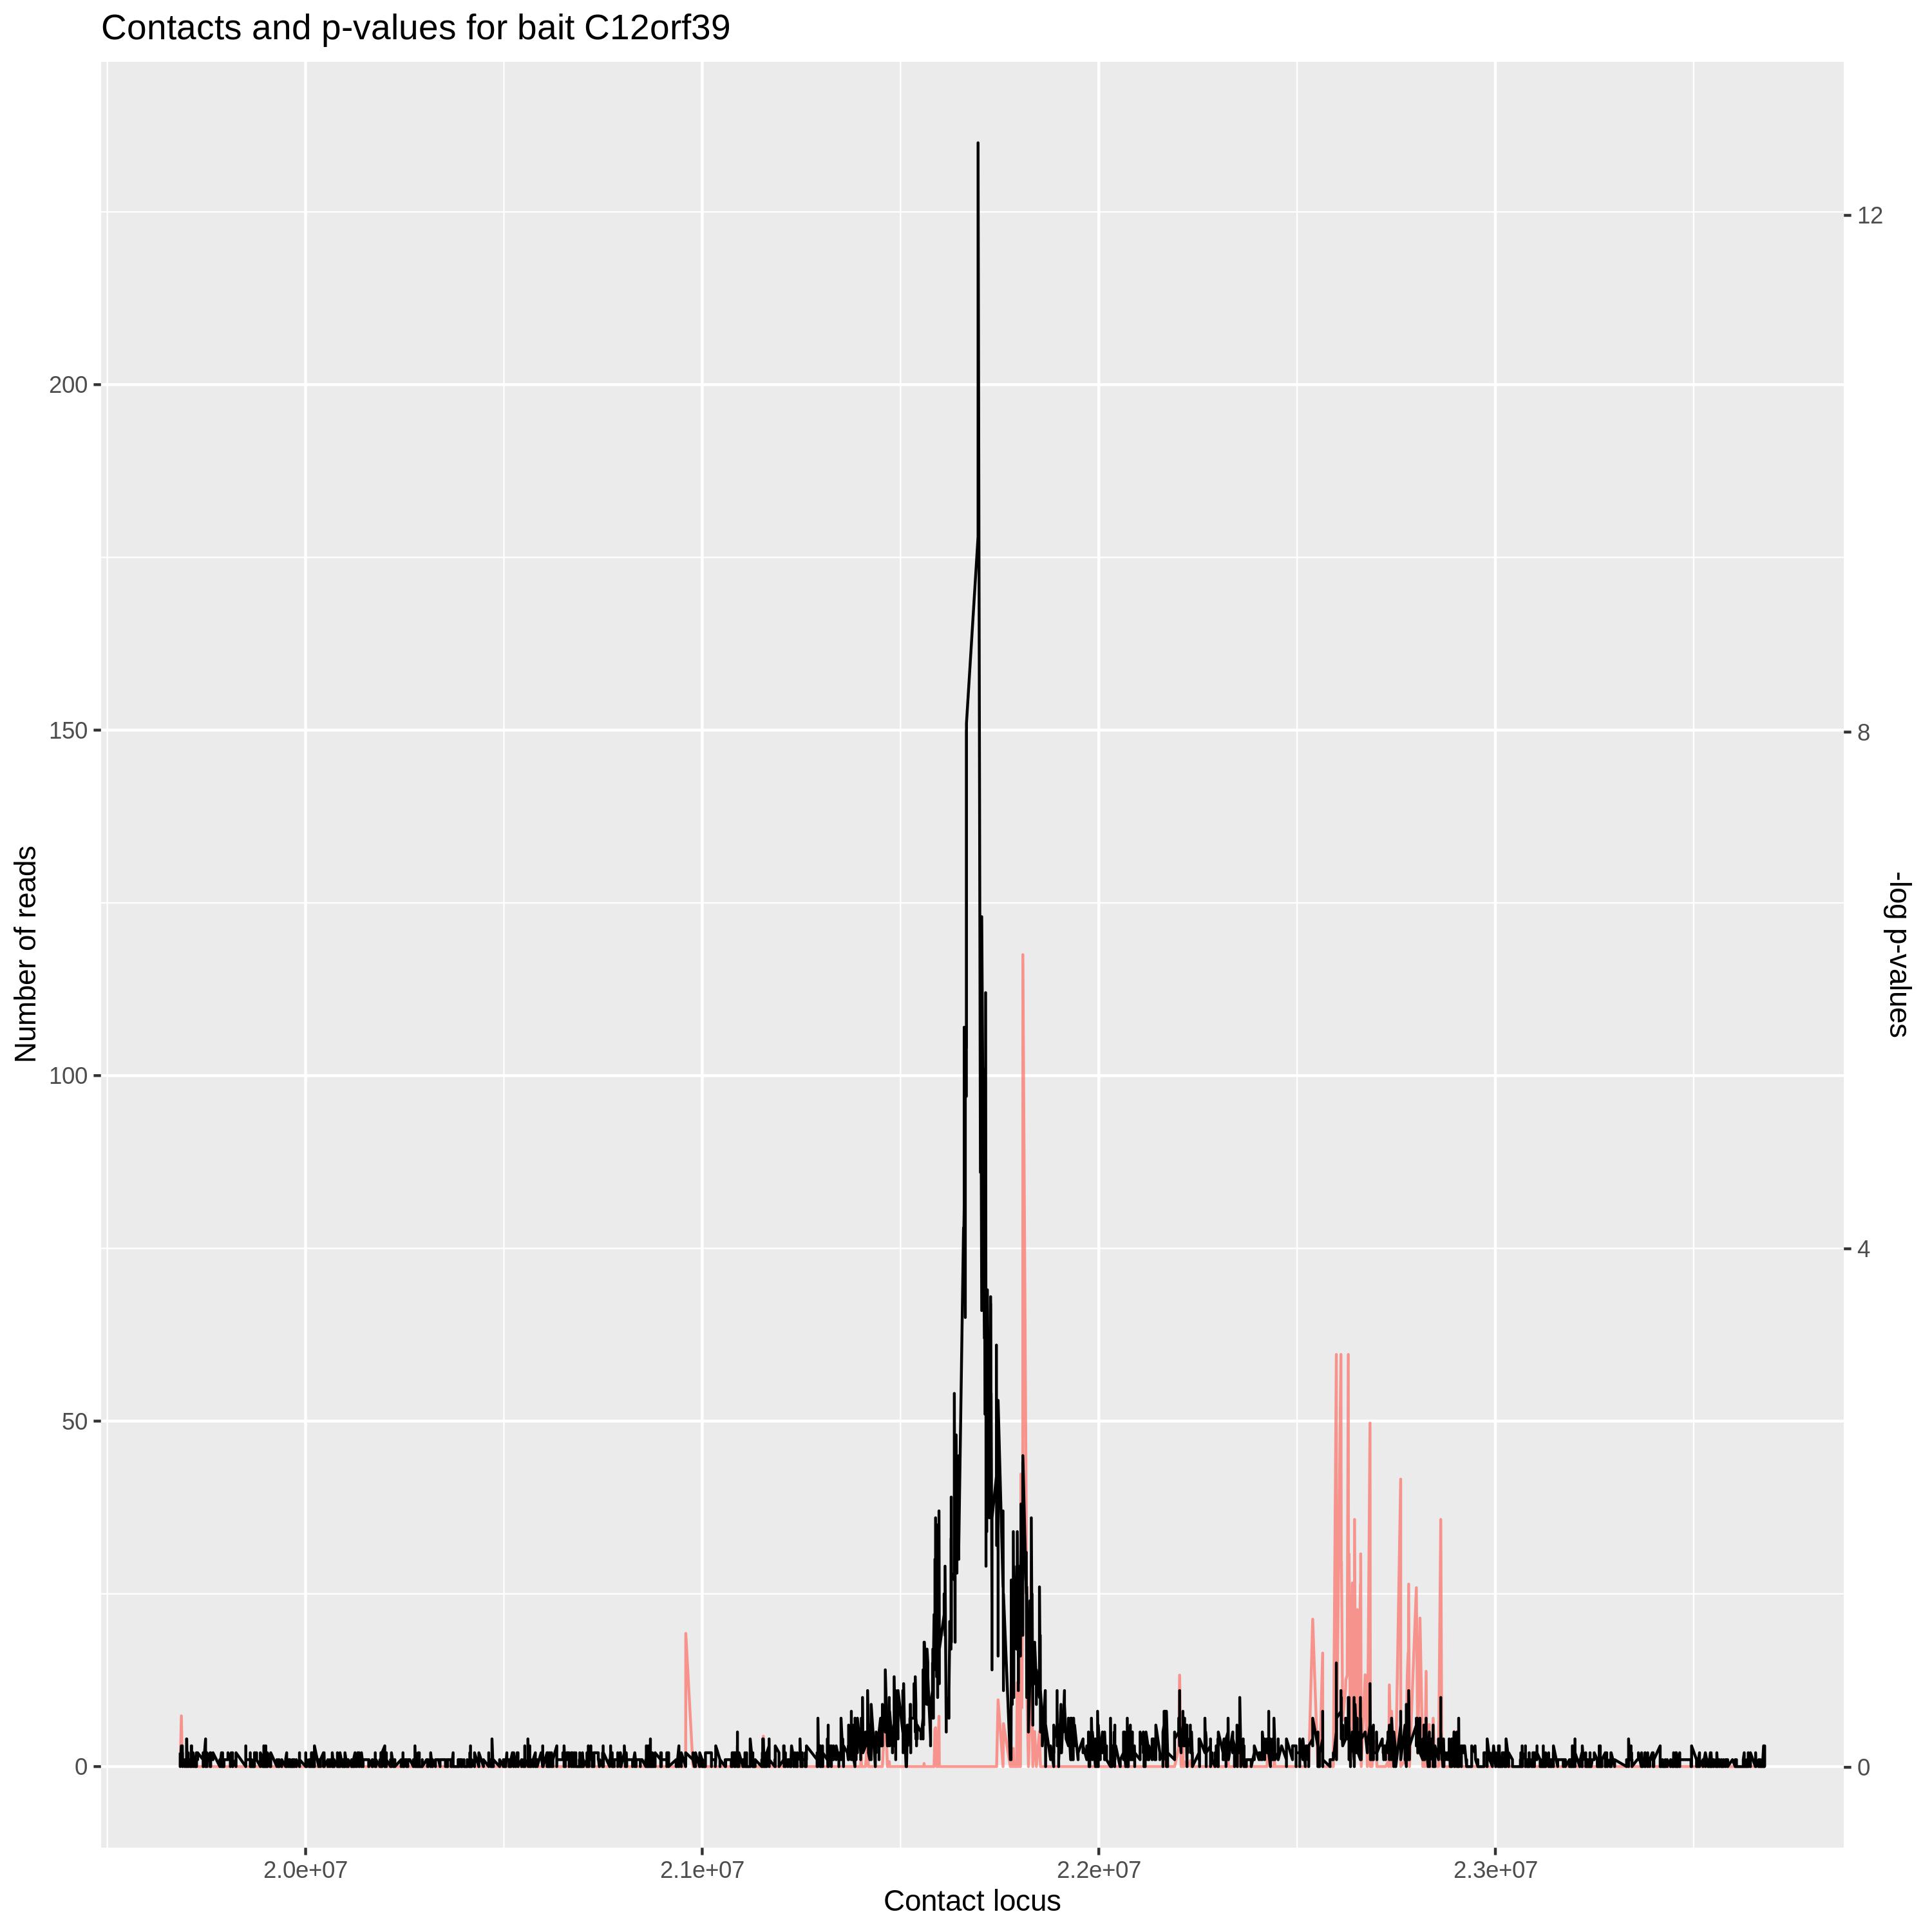 Contacts and p-values for bait C12orf39
200
150
100
50
0
Number of reads
12
8
4
0
-log p-values
2.0e+07 2.1e+07 2.2e+07 2.3e+07
Contact locus